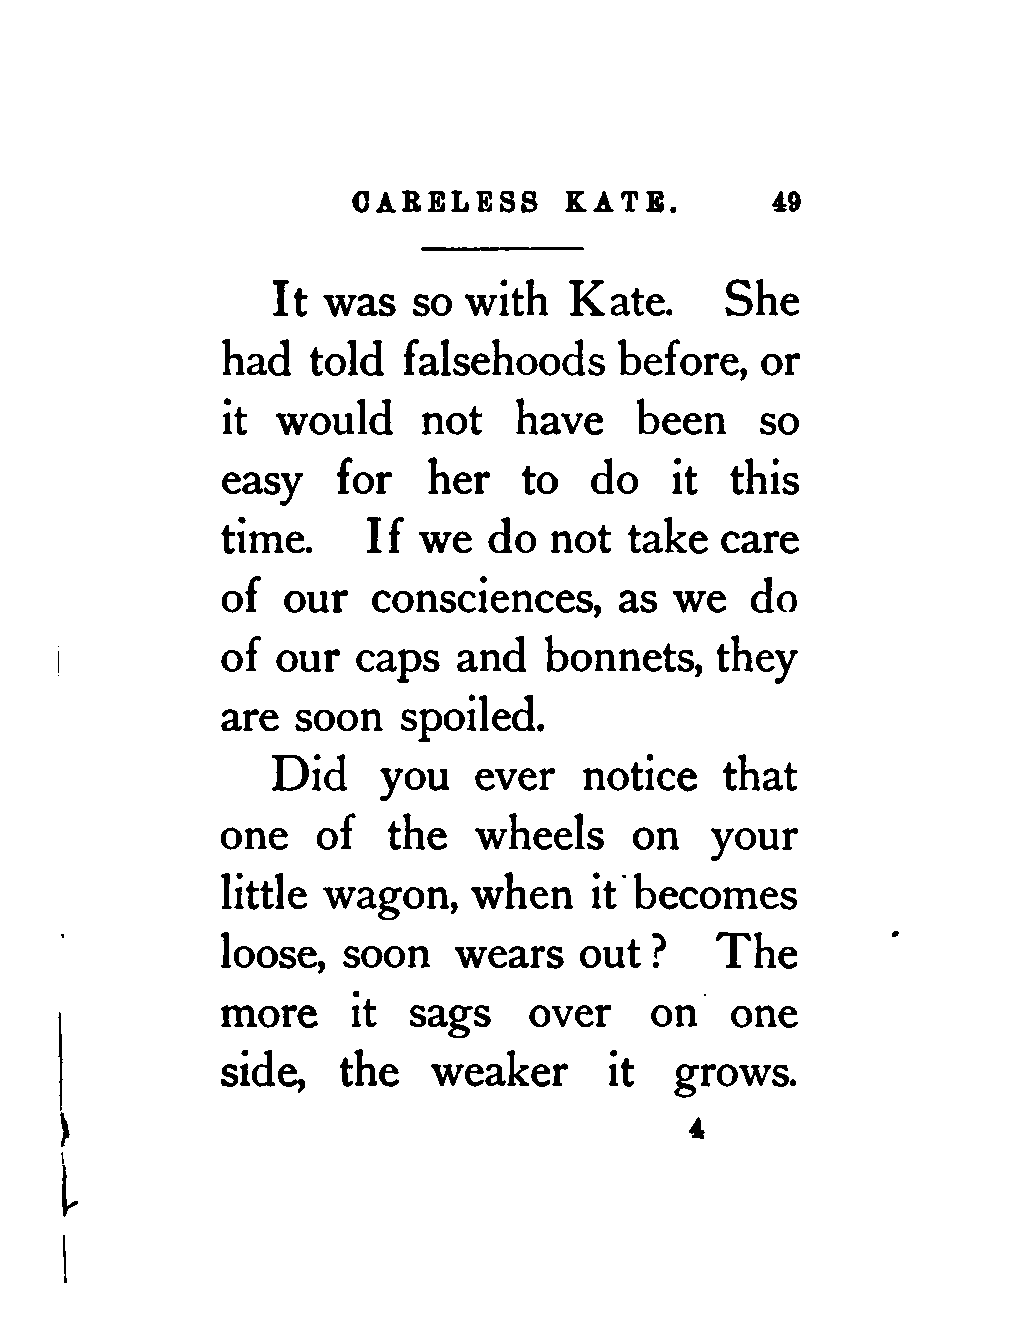 CARELESS KATE. 49
It was so with Kate. She
had told falsehoods before, or
it would not have been so
easy for her to do it this
time. If we do not take care
of our consciences, as we do
of our caps and bonnets, they
are soon spoiled.
Did you ever notice that
one of the wheels on your
little wagon, when it becomes
loose, soon wears out? The
more it sags over on one
side, the weaker it grows.
4